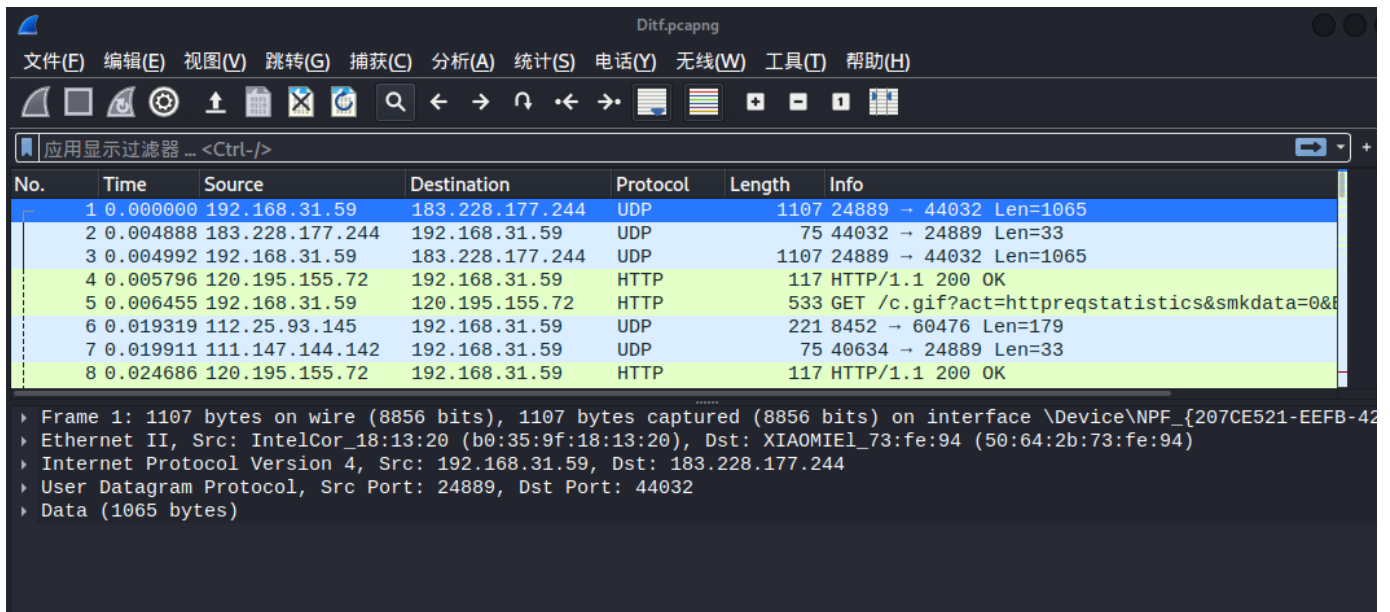 Ditf.pcapng
文件(F) 编辑(E) 视图(V) 跳转(G) 捕获(C) 分析(A) 统计(S) 电话(Y) 无线(W) 工具(T) 帮助(H)
应用显示过滤器 … <Ctrl-/>
No. Time Source Destination Protocol Length Info
1 0.000000 192.168.31.59 183.228.177.244 UDP 1107 24889 → 44032 Len=1065
2 0.004888 183.228.177.244 192.168.31.59 UDP 75 44032 → 24889 Len=33
3 0.004992 192.168.31.59 183.228.177.244 UDP 1107 24889 → 44032 Len=1065
4 0.005796 120.195.155.72 192.168.31.59 HTTP 117 HTTP/1.1 200 OK
5 0.006455 192.168.31.59 120.195.155.72 HTTP 533 GET /c.gif?act=httpreqstatistics&smkdata=0&
6 0.019319 112.25.93.145 192.168.31.59 UDP 221 8452 → 60476 Len=179
7 0.019911 111.147.144.142 192.168.31.59 UDP 75 40634 → 24889 Len=33
8 0.024686 120.195.155.72 192.168.31.59 HTTP 117 HTTP/1.1 200 OK
Frame 1: 1107 bytes on wire (8856 bits), 1107 bytes captured (8856 bits) on interface \Device\NPF_{207CE521-EEFB-42
Ethernet II, Src: IntelCor_18:13:20 (b0:35:9f:18:13:20), Dst: XIAOMIEl_73:fe:94 (50:64:2b:73:fe:94)
Internet Protocol Version 4, Src: 192.168.31.59, Dst: 183.228.177.244
User Datagram Protocol, Src Port: 24889, Dst Port: 44032
Data (1065 bytes)